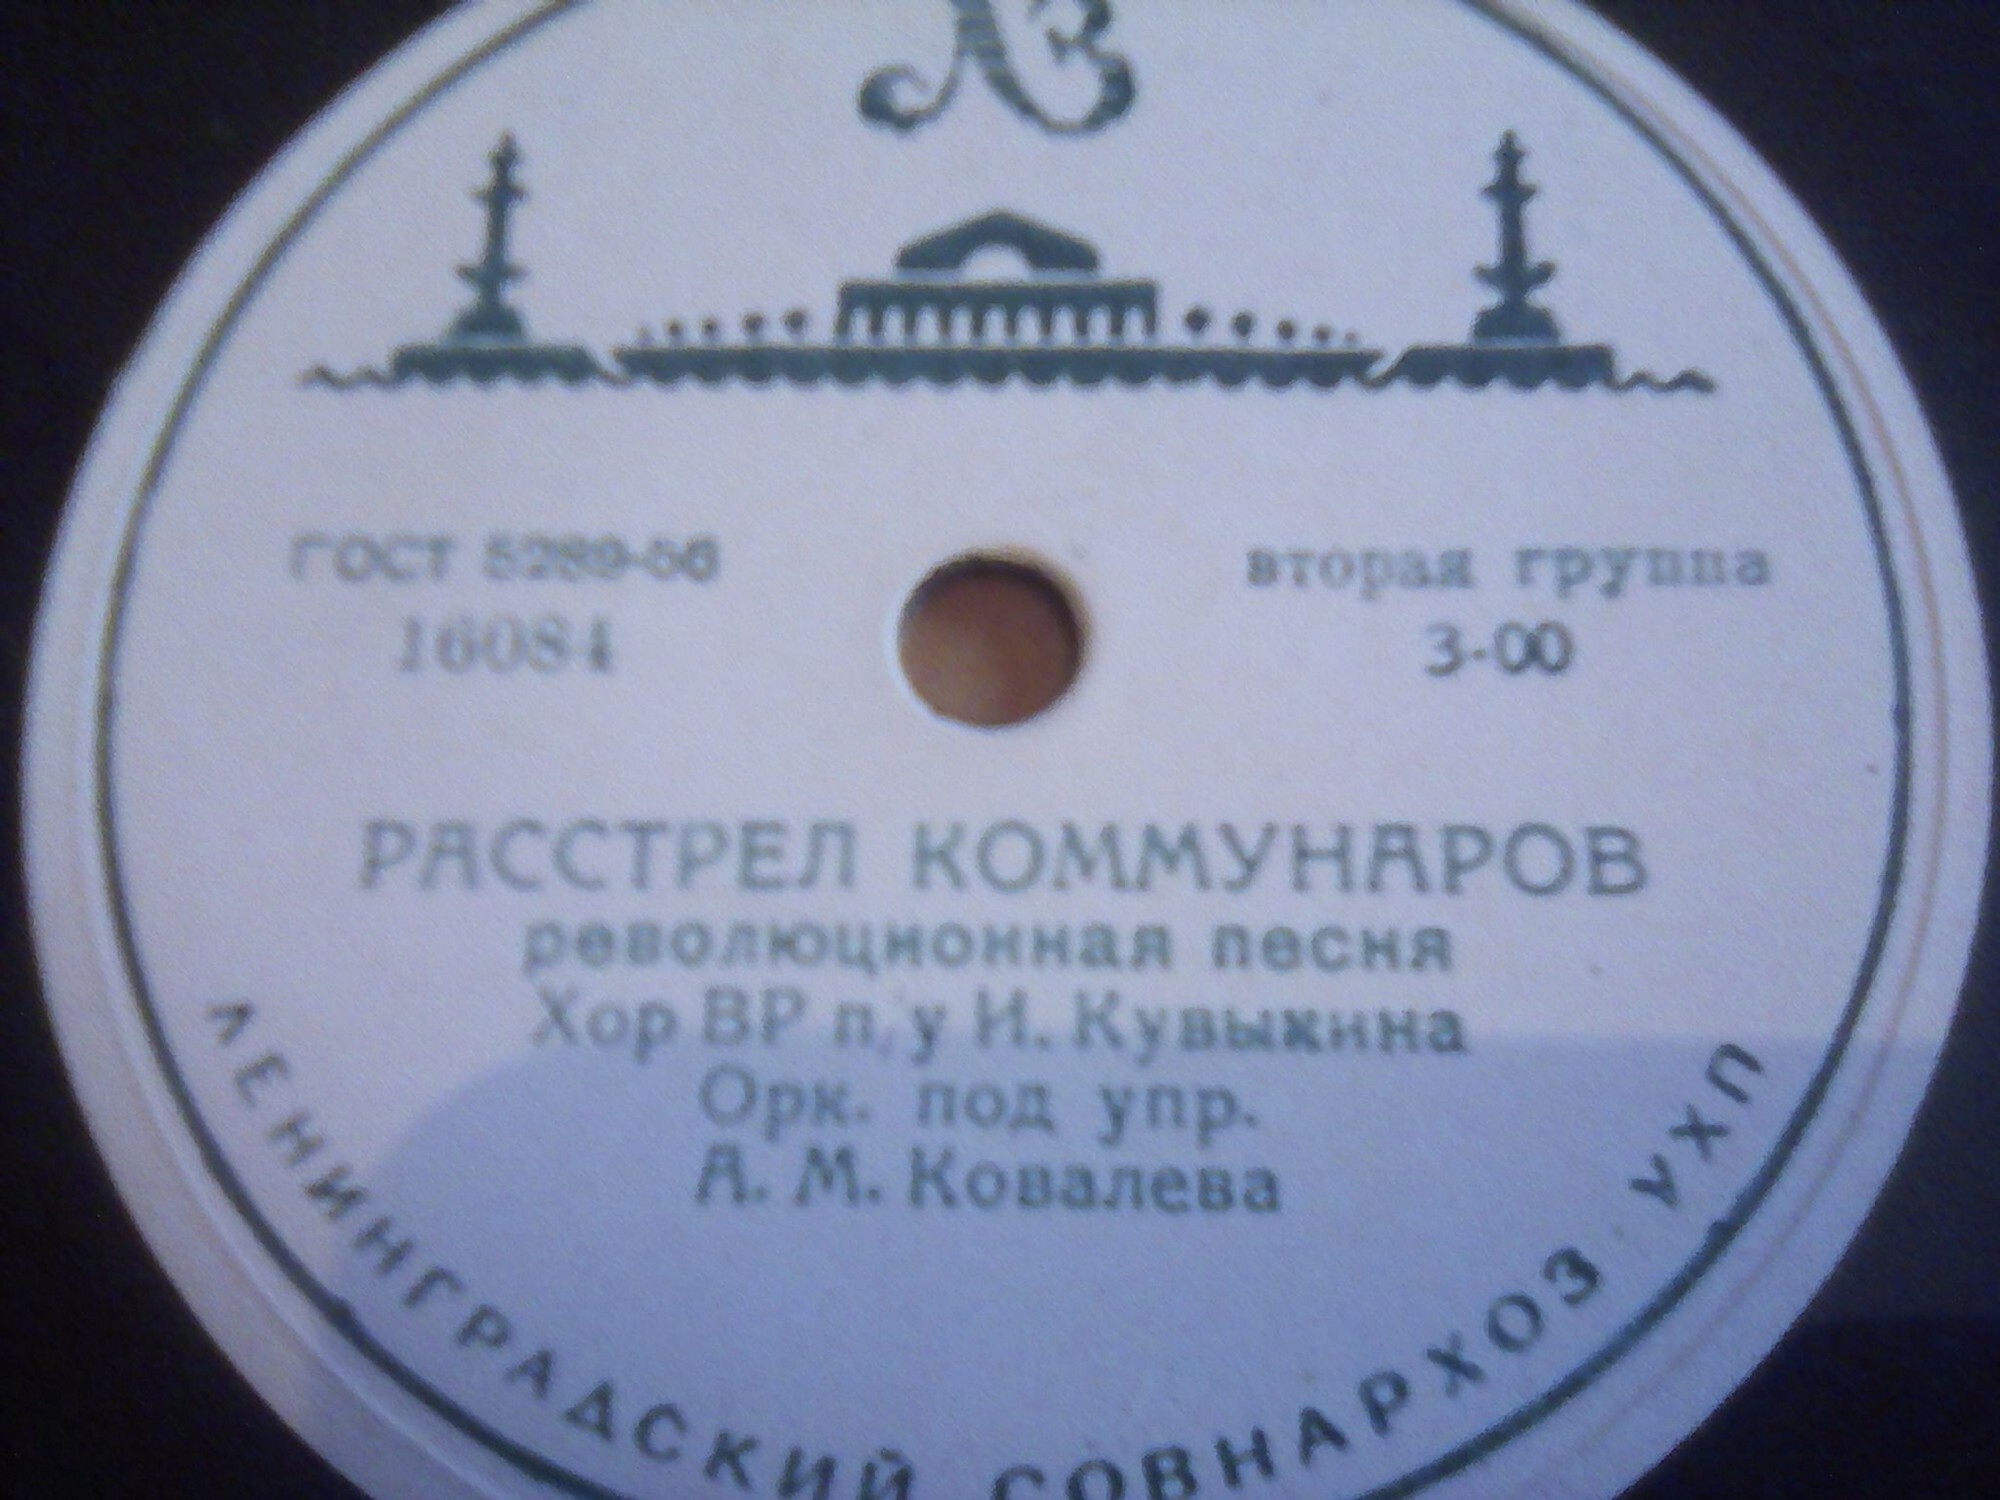 ЛЗ
ГОСТ 5289-56
16084
вторая группа
3-00
РАССТРЕЛ КОММУНАРОВ
революционная песня
Хор ВР п/у И. Кувыкина
Орк. под упр.
А. М. Ковалева
ЛЕНИНГРАДСКИЙ СОВНАРХОЗ · УХП